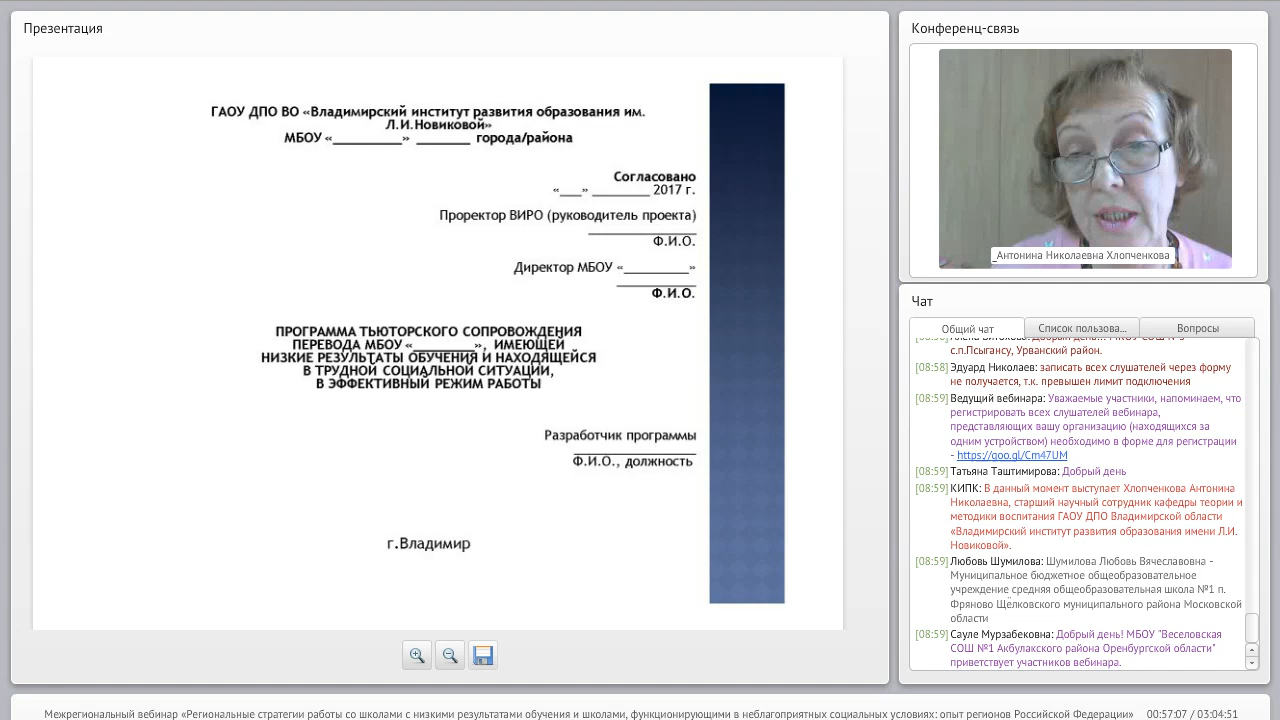 Презентация
ГАОУ ДПО ВО «Владимирский институт развития образования им.
Л.И.Новиковой»
МБОУ «__________» ________ города/района
Согласовано
«___» ________ 2017 г.
Проректор ВИРО (руководитель проекта)
________________
Ф.И.О.
Директор МБОУ «_________»
____________
Ф.И.О.
ПРОГРАММА ТЬЮТОРСКОГО СОПРОВОЖДЕНИЯ
ПЕРЕВОДА МБОУ «_________», ИМЕЮЩЕЙ
НИЗКИЕ РЕЗУЛЬТАТЫ ОБУЧЕНИЯ И НАХОДЯЩЕЙСЯ
В ТРУДНОЙ СОЦИАЛЬНОЙ СИТУАЦИИ,
В ЭФФЕКТИВНЫЙ РЕЖИМ РАБОТЫ
Разработчик программы
__________________
Ф.И.О., должность
г.Владимир
Конференц-связь
_Антонина Николаевна Хлопченкова
Чат
Общий чат Список пользова... Вопросы
с.п.Псыгансу, Урванский район.
[08:58] Эдуард Николаев: записать всех слушателей через форму
не получается, т.к. превышен лимит подключения
[08:59] Ведущий вебинара: Уважаемые участники, напоминаем, что
регистрировать всех слушателей вебинара,
представляющих вашу организацию (находящихся за
одним устройством) необходимо в форме для регистрации
- https://goo.gl/Cm47UM
[08:59] Татьяна Таштимирова: Добрый день
[08:59] КИПК: В данный момент выступает Хлопченкова Антонина
Николаевна, старший научный сотрудник кафедры теории и
методики воспитания ГАОУ ДПО Владимирской области
«Владимирский институт развития образования имени Л.И.
Новиковой».
[08:59] Любовь Шумилова: Шумилова Любовь Вячеславовна -
Муниципальное бюджетное общеобразовательное
учреждение средняя общеобразовательная школа №1 п.
Фряново Щёлковского муниципального района Московской
области
[08:59] Сауле Мурзабековна: Добрый день! МБОУ "Веселовская
СОШ №1 Акбулакского района Оренбургской области"
приветствует участников вебинара.
Межрегиональный вебинар «Региональные стратегии работы со школами с низкими результатами обучения и школами, функционирующими в неблагоприятных социальных условиях: опыт регионов Российской Федерации» 00:57:07 / 03:04:51